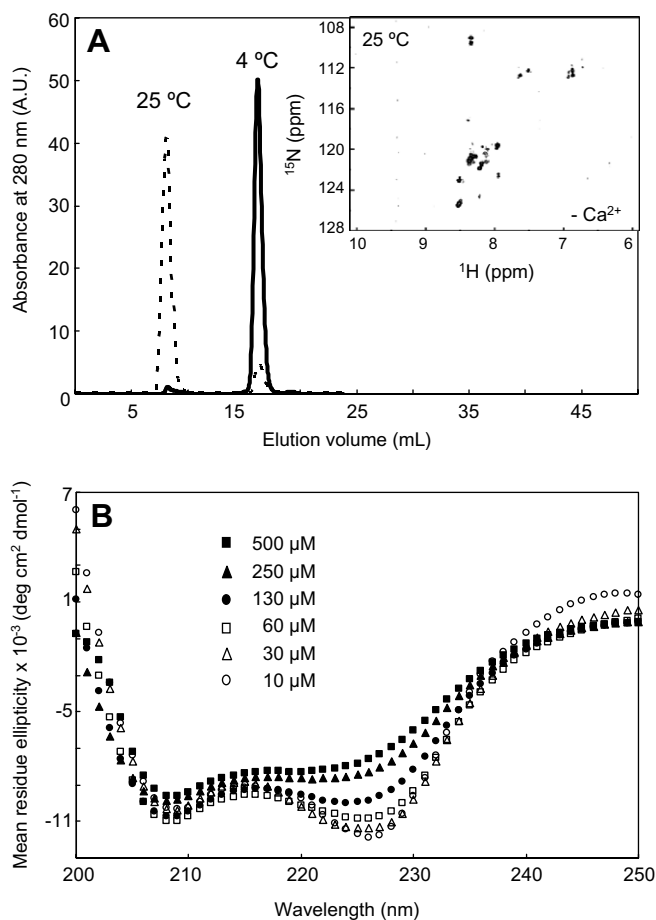 A
25 ºC
4 ºC
Absorbance at 280 nm (A.U.)
60
50
40
30
20
10
0
5
15
25
35
45
Elution volume (mL)
25 ºC
- Ca²⁺
¹⁵N (ppm)
108
112
116
120
124
128
10
9
8
7
6
¹H (ppm)
B
500 µM
250 µM
130 µM
60 µM
30 µM
10 µM
Mean residue ellipticity x 10⁻³ (deg cm² dmol⁻¹)
7
1
-5
-11
200
210
220
230
240
250
Wavelength (nm)